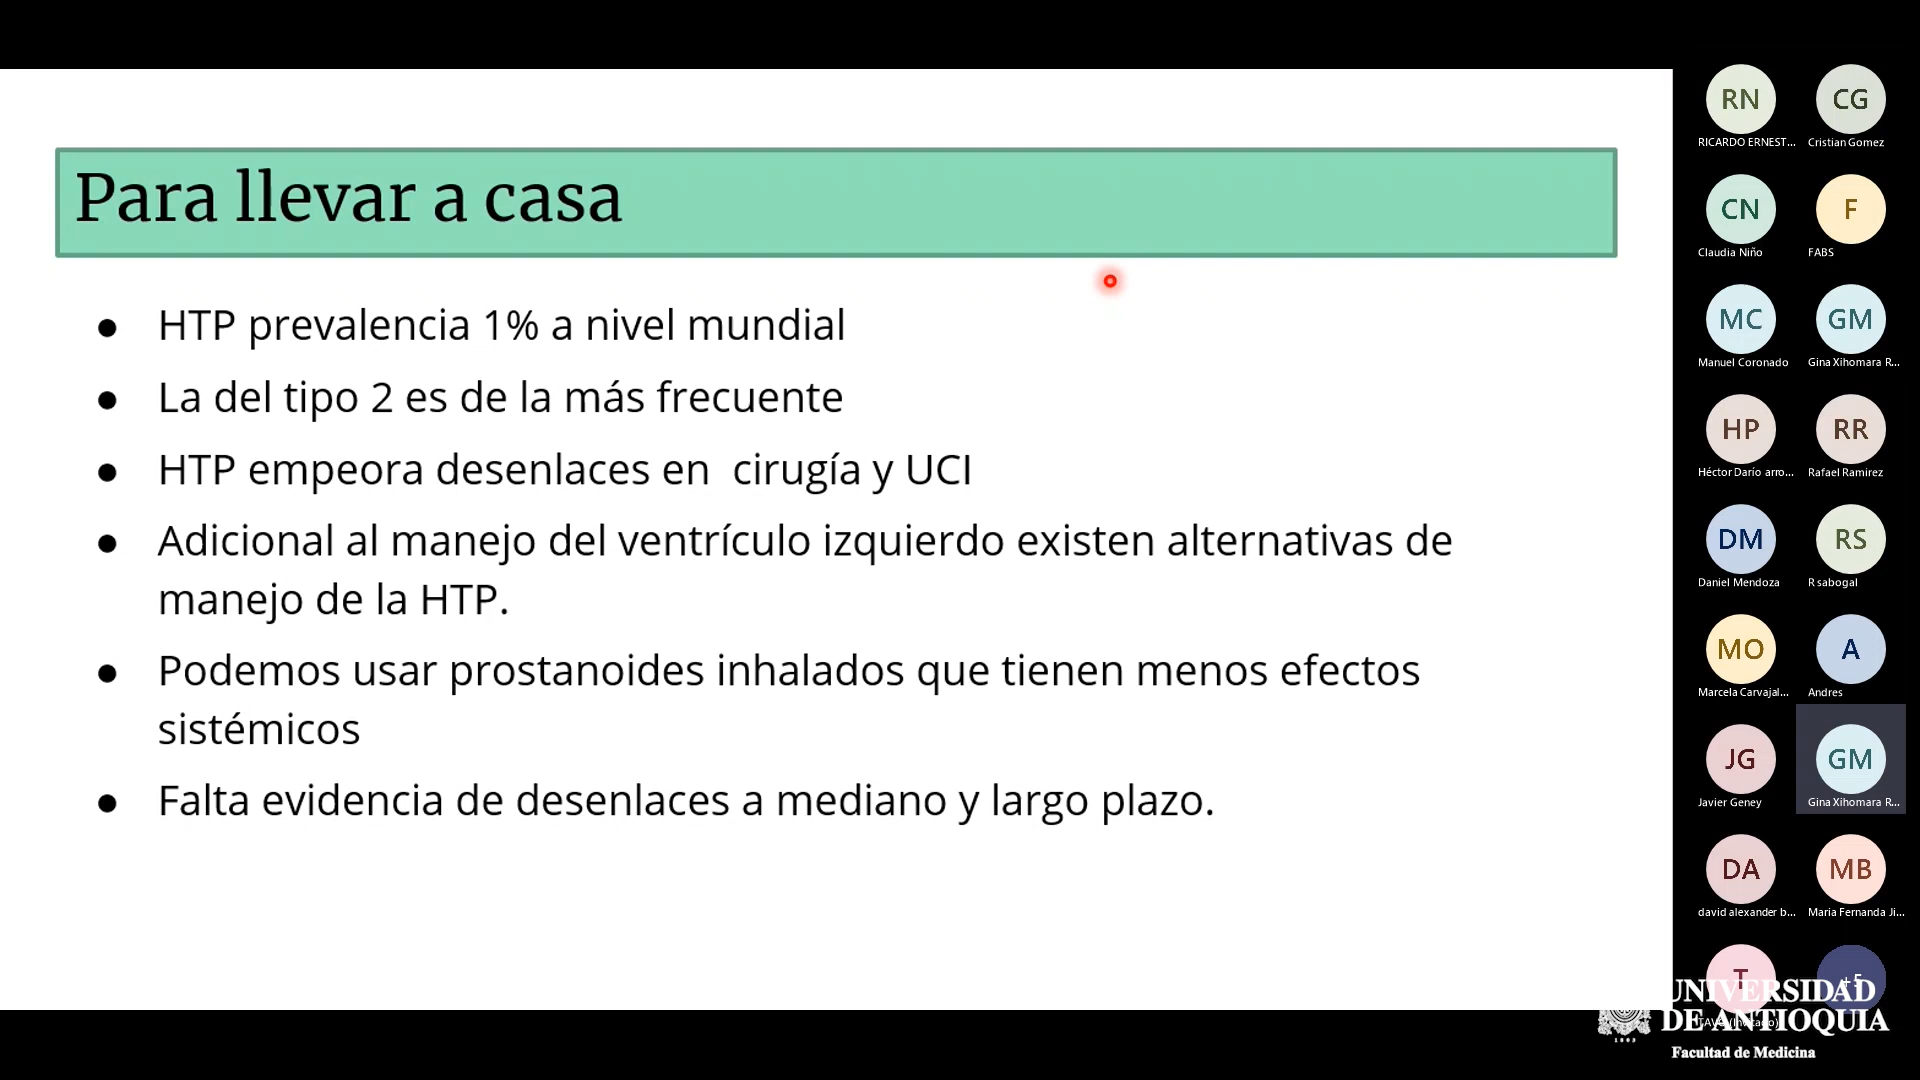 Para llevar a casa
● HTP prevalencia 1% a nivel mundial
● La del tipo 2 es de la más frecuente
● HTP empeora desenlaces en  cirugía y UCI
● Adicional al manejo del ventrículo izquierdo existen alternativas de
manejo de la HTP.
● Podemos usar prostanoides inhalados que tienen menos efectos
sistémicos
● Falta evidencia de desenlaces a mediano y largo plazo.
RN CG
RICARDO ERNEST... Cristian Gomez
CN F
Claudia Niño FABS
MC GM
Manuel Coronado Gina Xihomara R...
HP RR
Héctor Darío arro... Rafael Ramirez
DM RS
Daniel Mendoza R sabogal
MO A
Marcela Carvajal... Andres
JG GM
Javier Geney Gina Xihomara R...
DA MB
david alexander b... Maria Fernanda Ji...
T +5
UNIVERSIDAD
DE ANTIOQUIA
1803
Facultad de Medicina